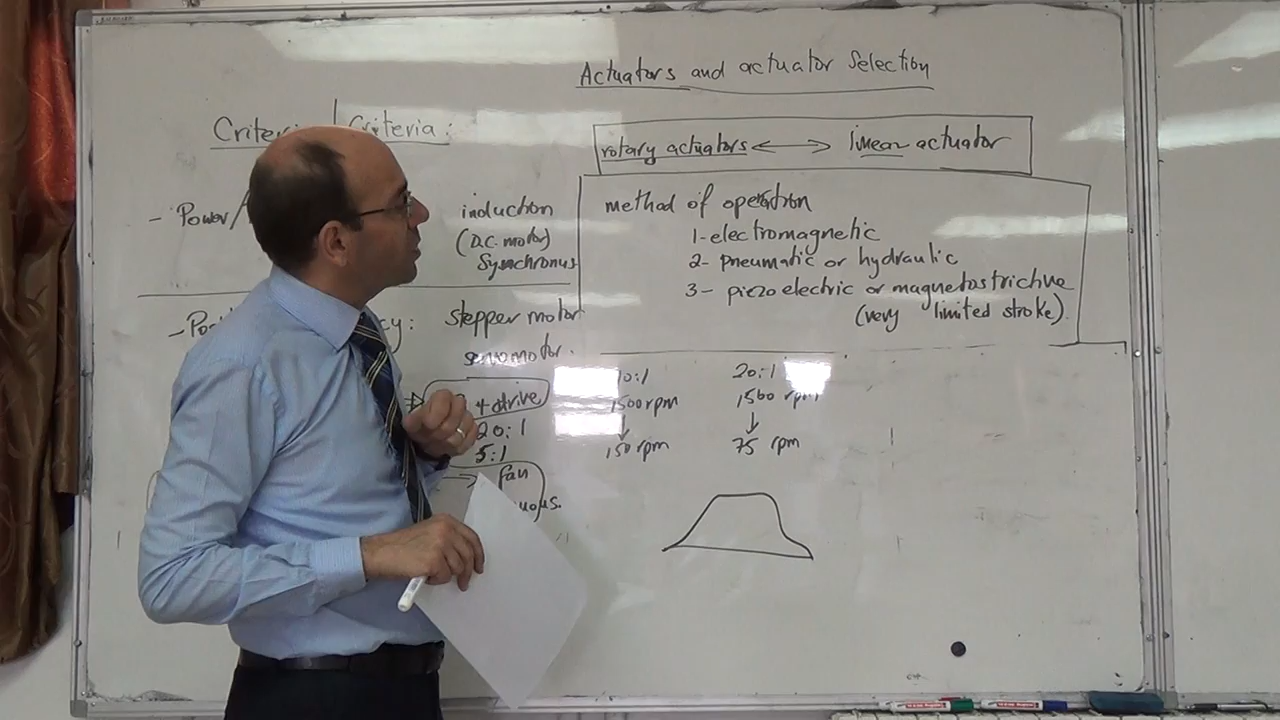 Actuators and actuator Selection
Criteria:
rotary actuators ⟷ linear actuator
- Power/
induction
(D.C. motor)
Synchronus
method of operation
1- electromagnetic
2- pneumatic or hydraulic
3- piezo electric or magnetostrictive
(very limited stroke).
stepper motor
servomotor.
+ drive
20:1
5:1
→ fan
10:1
1500 rpm
↓
150 rpm
20:1
1500 rpm
↓
75 rpm